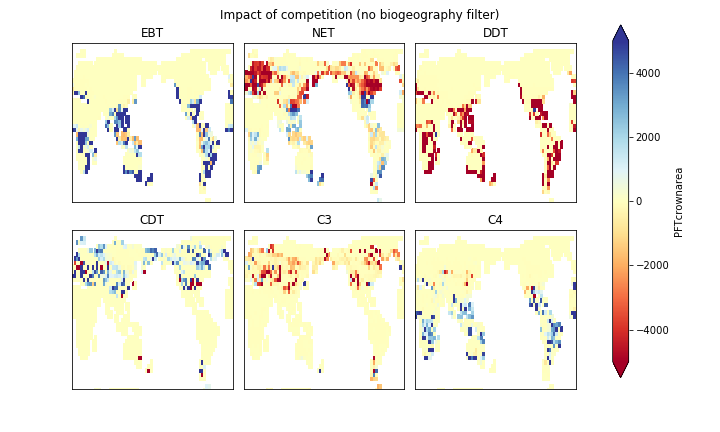 Impact of competition (no biogeography filter)
EBT NET DDT
CDT C3 C4
4000
2000
0
−2000
−4000
PFTcrownarea